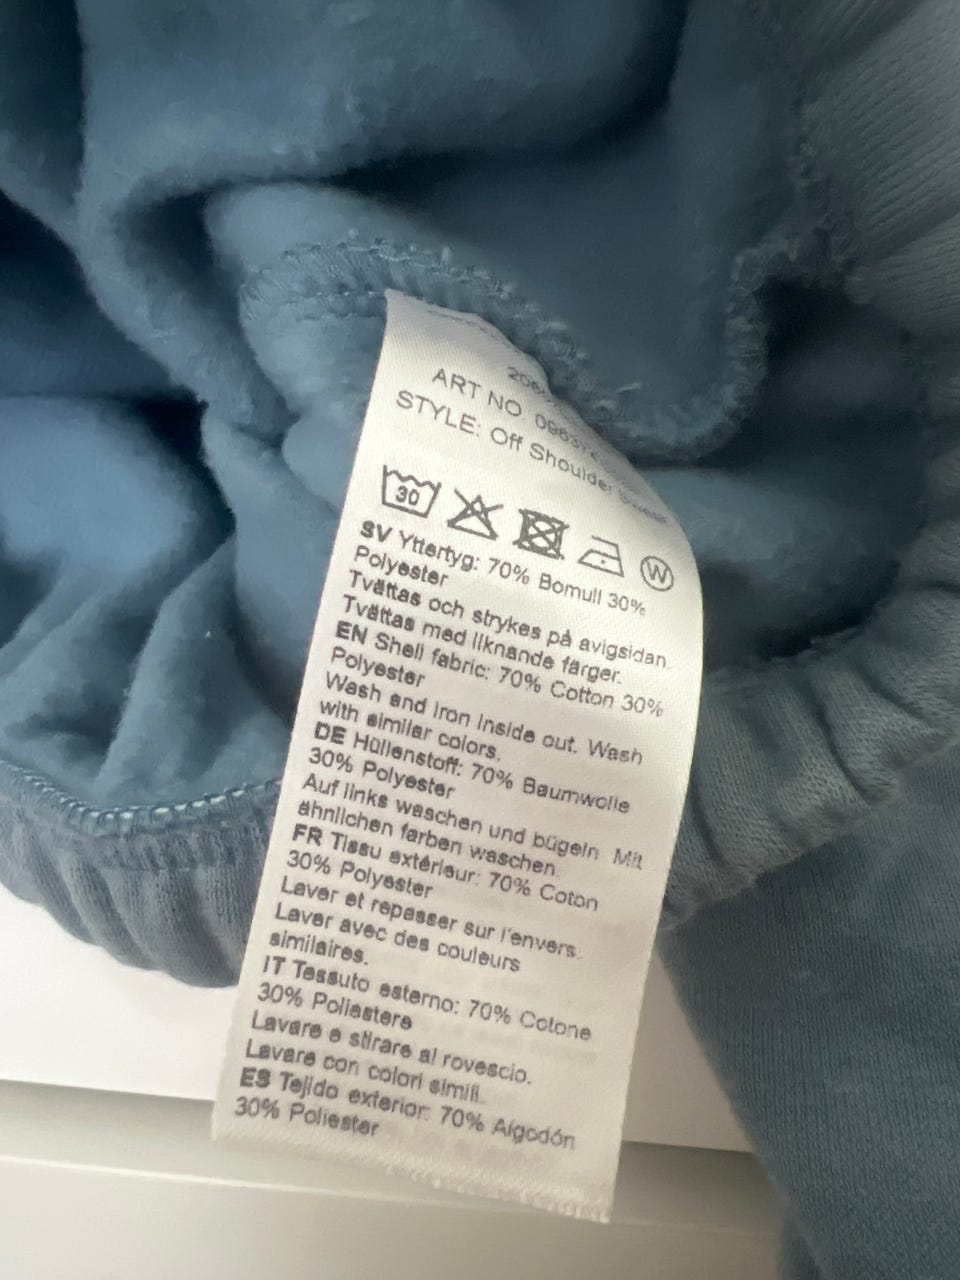 ART NO.
STYLE: Off Shoulder Sweat
30
W
SV Yttertyg: 70% Bomull 30%
Polyester
Tvättas och strykes på avigsidan.
Tvättas med liknande färger.
EN Shell fabric: 70% Cotton 30%
Polyester
Wash and iron inside out. Wash
with similar colors.
DE Hüllenstoff: 70% Baumwolle
30% Polyester
Auf links waschen und bügeln. Mit
ähnlichen farben waschen.
FR Tissu extérieur: 70% Coton
30% Polyester
Laver et repasser sur l'envers.
Laver avec des couleurs
similaires.
IT Tessuto esterno: 70% Cotone
30% Poliestere
Lavare e stirare al rovescio.
Lavare con colori simili.
ES Tejido exterior: 70% Algodón
30% Poliester